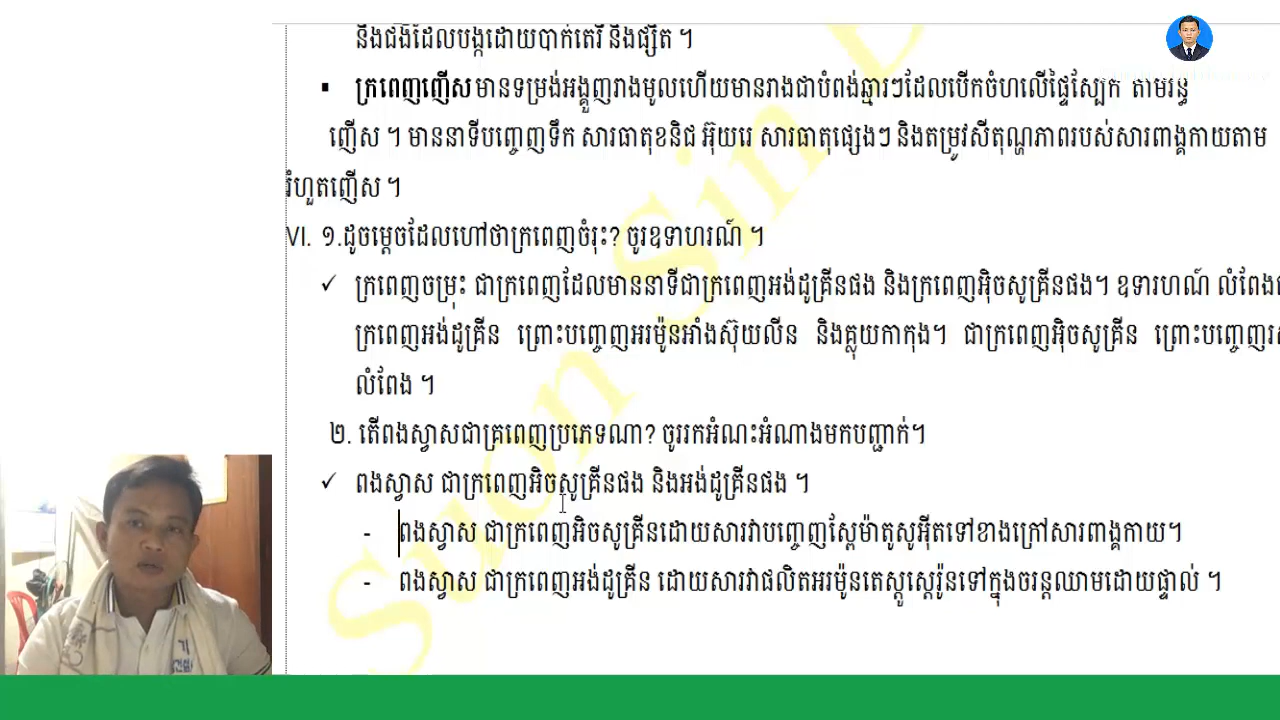 នឹងជំងឺដែលបង្កដោយបាក់តេរី និងផ្សិត ។
▪ ក្រពេញញើសមានទម្រង់អង្គួញរាងមូលហើយមានរាងជាបំពង់ឆ្មារៗដែលបើកចំហលើផ្ទៃស្បែក តាមរន្ធ
ញើស ។ មាននាទីបញ្ចេញទឹក សារធាតុខនិជ អ៊ុយរេ សារធាតុផ្សេងៗ និងតម្រូវសីតុណ្ហភាពរបស់សារពាង្គកាយតាម
រំហួតញើស ។
VI. ១.ដូចម្តេចដែលហៅថាក្រពេញចំរុះ? ចូរឧទាហរណ៍ ។
✓ ក្រពេញចម្រុះ ជាក្រពេញដែលមាននាទីជាក្រពេញអង់ដូគ្រីនផង និងក្រពេញអ៊ិចសូគ្រីនផង។ ឧទារហណ៍ លំពែង
ក្រពេញអង់ដូគ្រីន ព្រោះបញ្ចេញអរម៉ូនអាំងស៊ុយលីន និងគ្លុយកាកុង។ ជាក្រពេញអ៊ិចសូគ្រីន ព្រោះបញ្ចេញ
លំពែង ។
២. តើពងស្វាសជាគ្រពេញប្រភេទណា? ចូររកអំណះអំណាងមកបញ្ជាក់។
✓ ពងស្វាស ជាក្រពេញអិចសូគ្រីនផង និងអង់ដូគ្រីនផង ។
- ពងស្វាស ជាក្រពេញអិចសូគ្រីនដោយសារវាបញ្ចេញស្ពែម៉ាតូសូអ៊ីតទៅខាងក្រៅសារពាង្គកាយ។
- ពងស្វាស ជាក្រពេញអង់ដូគ្រីន ដោយសារវាផលិតអរម៉ូនតេស្តូស្តេរ៉ូនទៅក្នុងចរន្តឈាមដោយផ្ទាល់ ។
Suon Sin